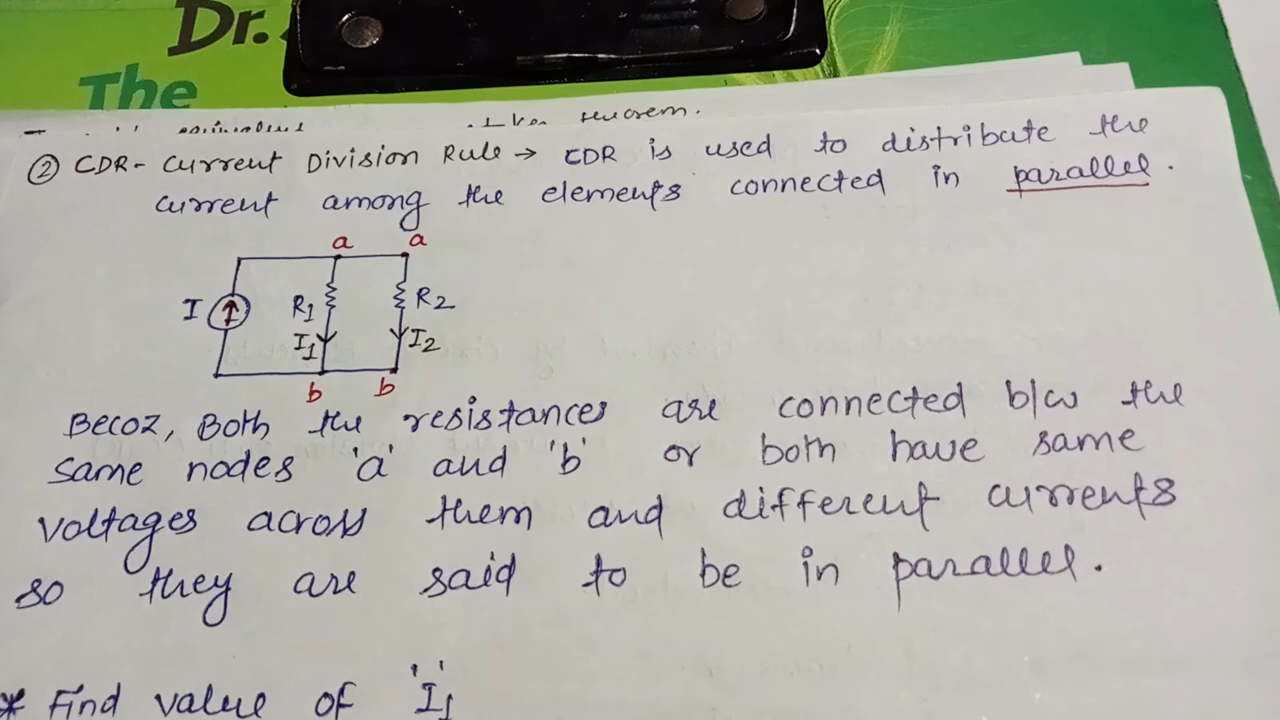 Dr.
The
theorem.
② CDR- Current Division Rule → CDR is used to distribute the
current among the elements connected in parallel.
a a
I R1 R2
I1 I2
b b
Becoz, Both the resistances are connected b/w the
same nodes 'a' and 'b' or both have same
voltages across them and different currents
so they are said to be in parallel.
* Find value of 'I1